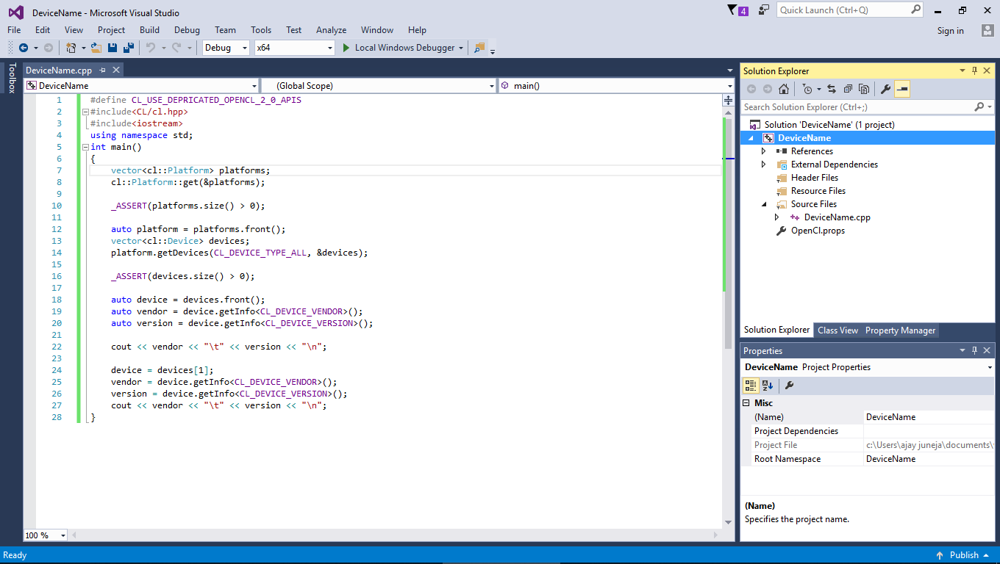 DeviceName - Microsoft Visual Studio
4
Quick Launch (Ctrl+Q)
File Edit View Project Build Debug Team Tools Test Analyze Window Help
Sign in
Debug x64 Local Windows Debugger
Toolbox
DeviceName.cpp
DeviceName (Global Scope) main()
1 #define CL_USE_DEPRICATED_OPENCL_2_0_APIS
2 #include<CL/cl.hpp>
3 #include<iostream>
4 using namespace std;
5 int main()
6 {
7 vector<cl::Platform> platforms;
8 cl::Platform::get(&platforms);
9
10 _ASSERT(platforms.size() > 0);
11
12 auto platform = platforms.front();
13 vector<cl::Device> devices;
14 platform.getDevices(CL_DEVICE_TYPE_ALL, &devices);
15
16 _ASSERT(devices.size() > 0);
17
18 auto device = devices.front();
19 auto vendor = device.getInfo<CL_DEVICE_VENDOR>();
20 auto version = device.getInfo<CL_DEVICE_VERSION>();
21
22 cout << vendor << "\t" << version << "\n";
23
24 device = devices[1];
25 vendor = device.getInfo<CL_DEVICE_VENDOR>();
26 version = device.getInfo<CL_DEVICE_VERSION>();
27 cout << vendor << "\t" << version << "\n";
28 }
100 %
Solution Explorer
Search Solution Explorer (Ctrl+;)
Solution 'DeviceName' (1 project)
DeviceName
References
External Dependencies
Header Files
Resource Files
Source Files
DeviceName.cpp
OpenCl.props
Solution Explorer Class View Property Manager
Properties
DeviceName Project Properties
Misc
(Name) DeviceName
Project Dependencies
Project File c:\Users\ajay juneja\documents\
Root Namespace DeviceName
(Name)
Specifies the project name.
Ready
Publish